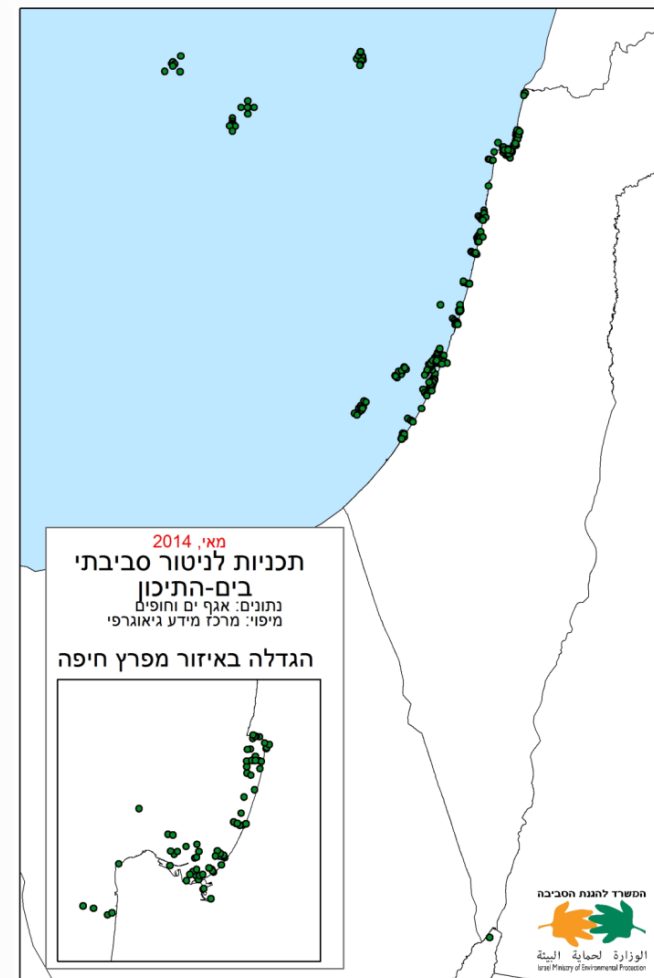 מאי, 2014
תכניות לניטור סביבתי
בים-התיכון
נתונים: אגף ים וחופים
מיפוי: מרכז מידע גיאוגרפי
הגדלה באיזור מפרץ חיפה
המשרד להגנת הסביבה
الوزارة لحماية البيئة
Israel Ministry of Environmental Protection